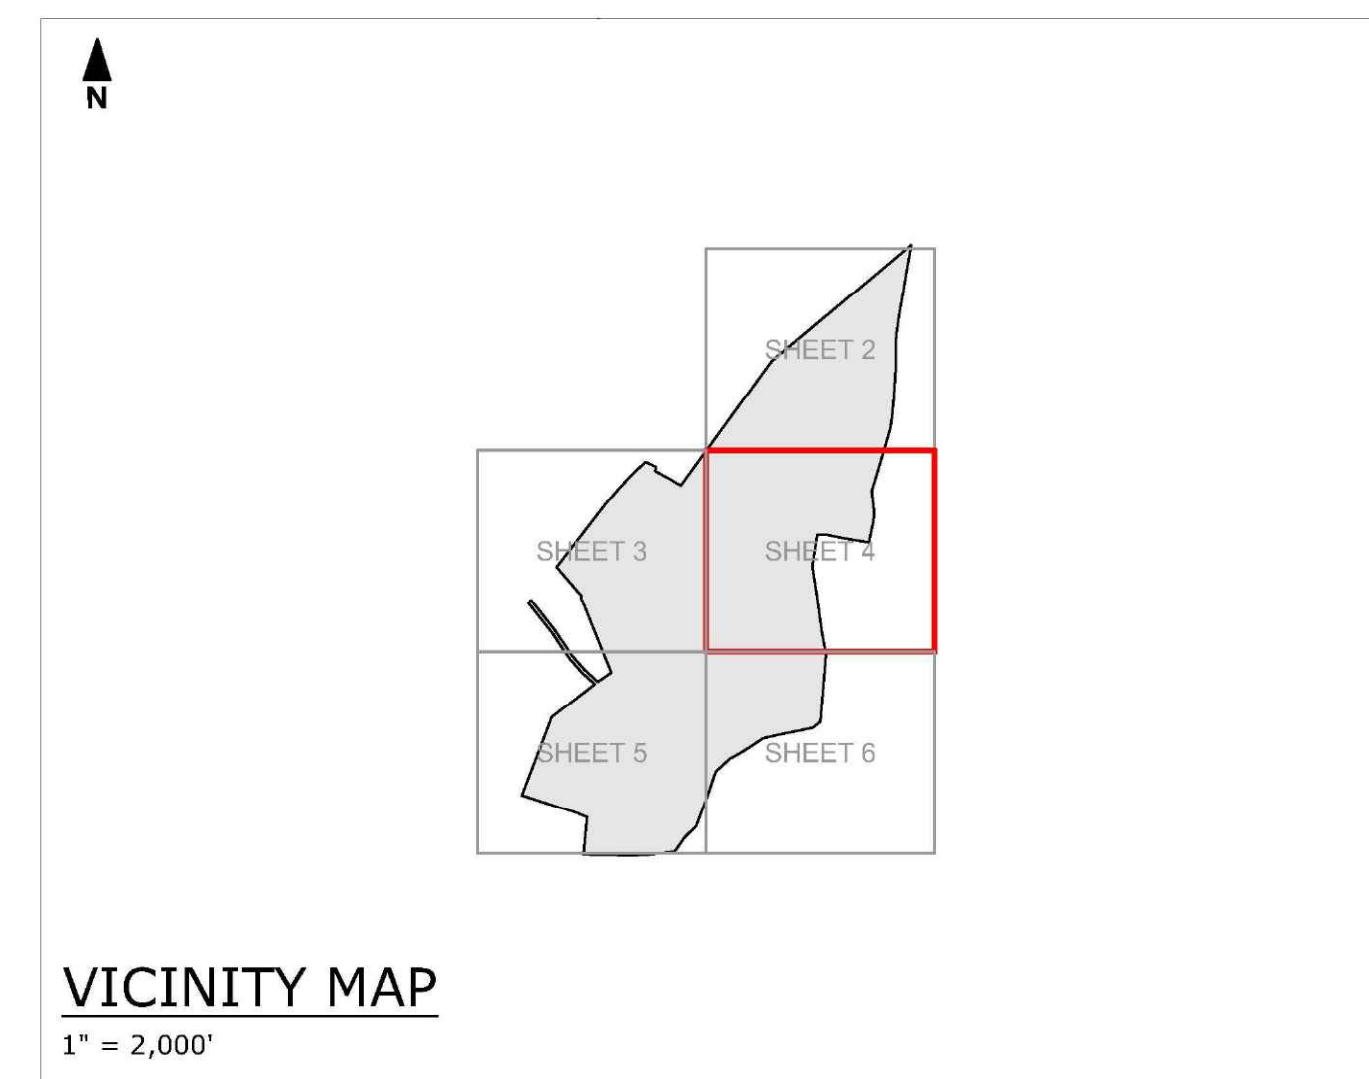 N
SHEET 2
SHEET 3
SHEET 4
SHEET 5
SHEET 6
VICINITY MAP
1" = 2,000'